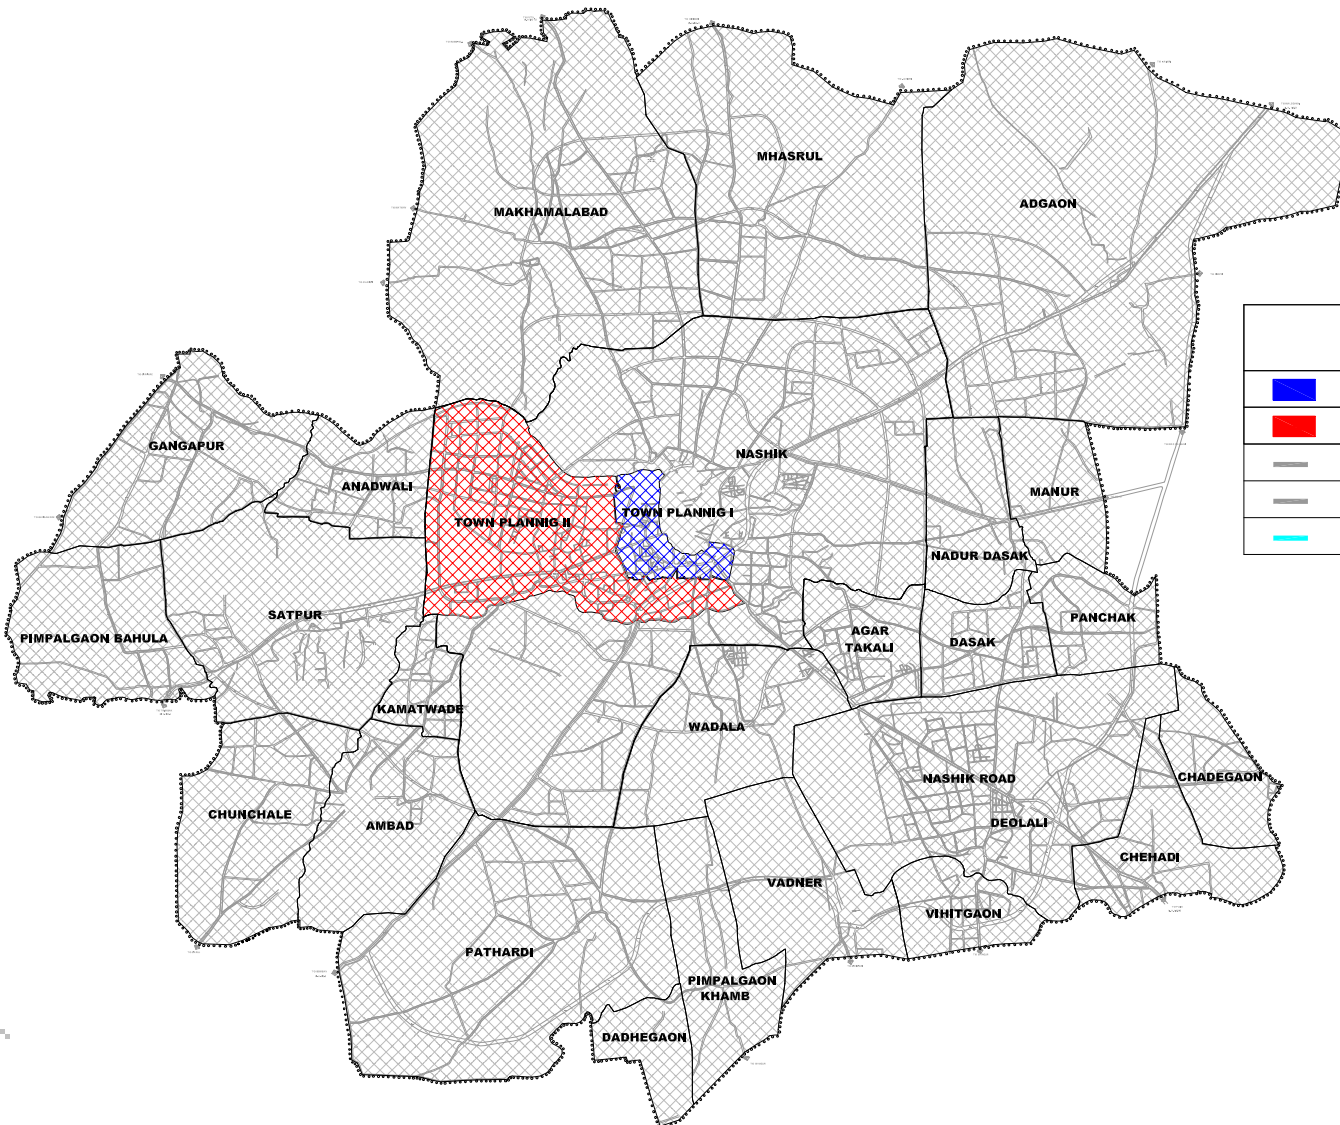 MHASRUL
ADGAON
MAKHAMALABAD
GANGAPUR
NASHIK
ANADWALI
MANUR
TOWN PLANNIG II
TOWN PLANNIG I
NADUR DASAK
SATPUR
PANCHAK
PIMPALGAON BAHULA
AGAR
TAKALI
DASAK
KAMATWADE
WADALA
NASHIK ROAD
CHADEGAON
CHUNCHALE
AMBAD
DEOLALI
CHEHADI
VADNER
VIHITGAON
PATHARDI
PIMPALGAON
KHAMB
DADHEGAON